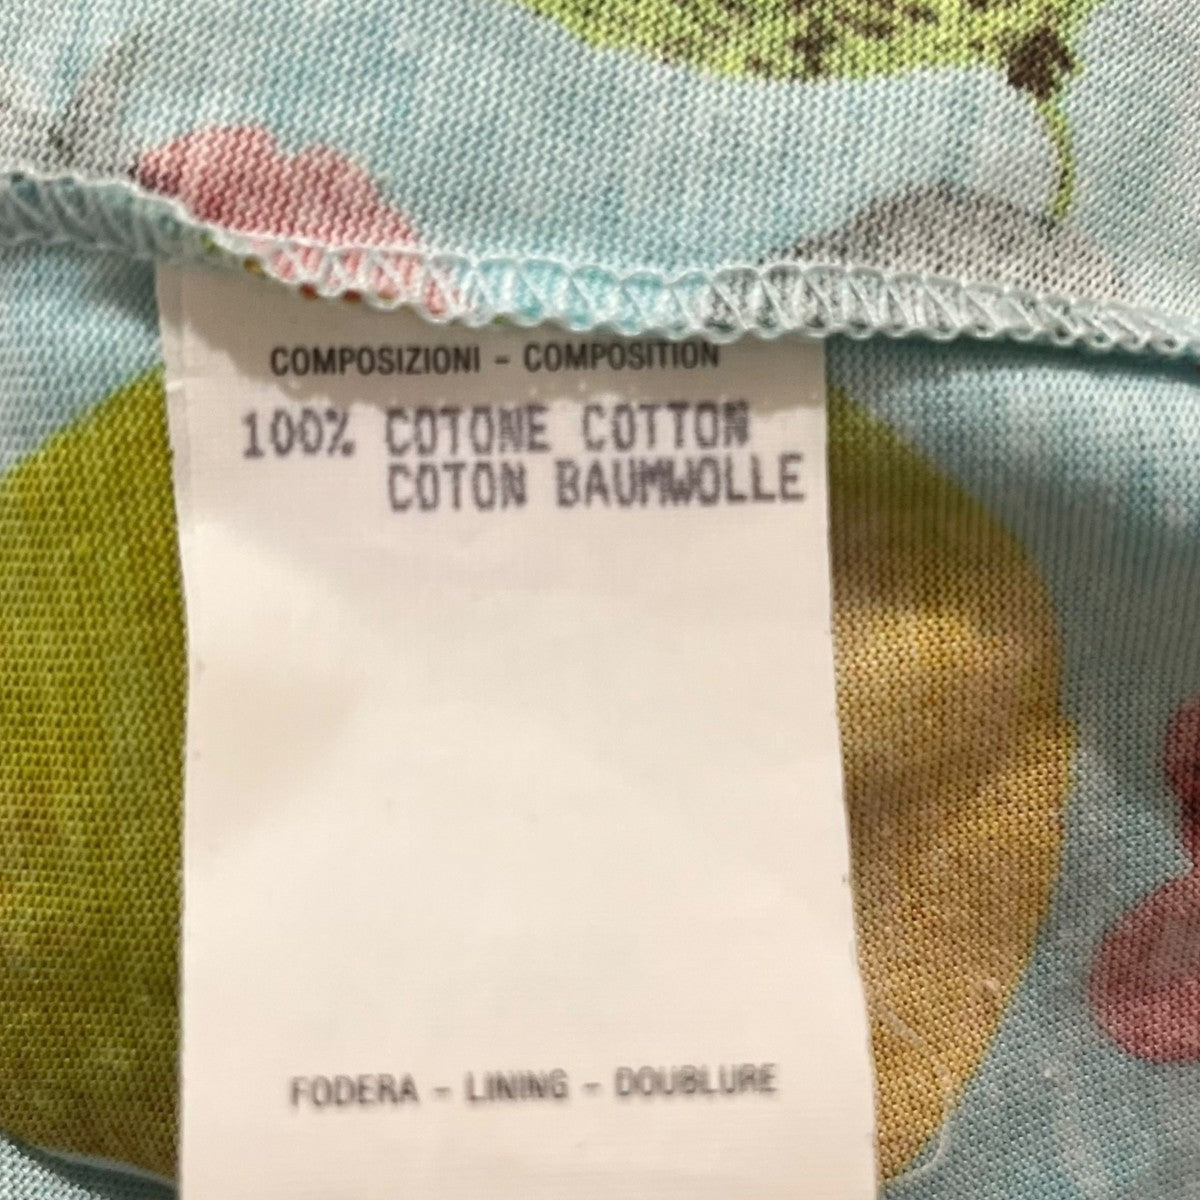 COMPOSIZIONI - COMPOSITION
100% COTONE COTTON
COTON BAUMWOLLE
FODERA - LINING - DOUBLURE